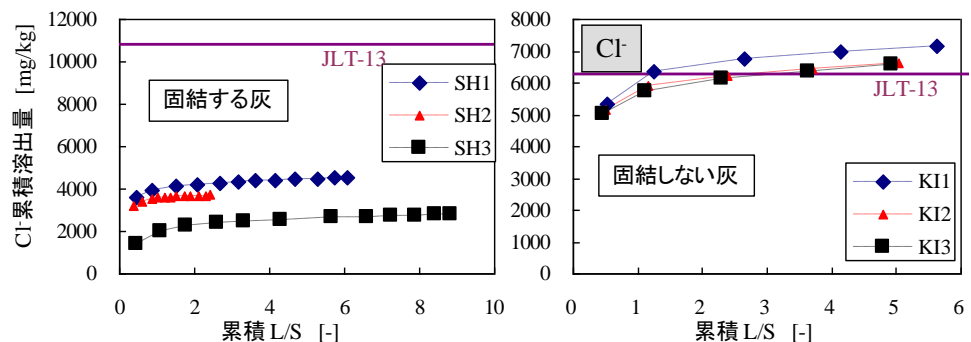 Cl-累積溶出量 [mg/kg]
12000
10000
8000
6000
4000
2000
0
JLT-13
固結する灰
SH1
SH2
SH3
0 2 4 6 8 10
累積 L/S [-]
8000
7000
6000
5000
4000
3000
2000
1000
0
Cl-
JLT-13
固結しない灰
KI1
KI2
KI3
0 1 2 3 4 5 6
累積 L/S [-]